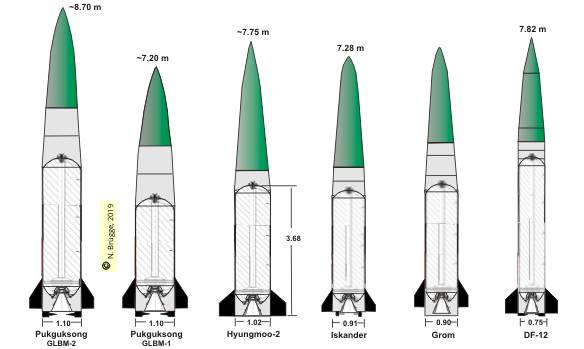 ~8.70 m
~7.20 m
~7.75 m
7.28 m
7.82 m
© N. Brügge, 2019
3.68
1.10
1.10
1.02
0.91
0.90
0.75
Pukguksong
GLBM-2
Pukguksong
GLBM-1
Hyungmoo-2
Iskander
Grom
DF-12